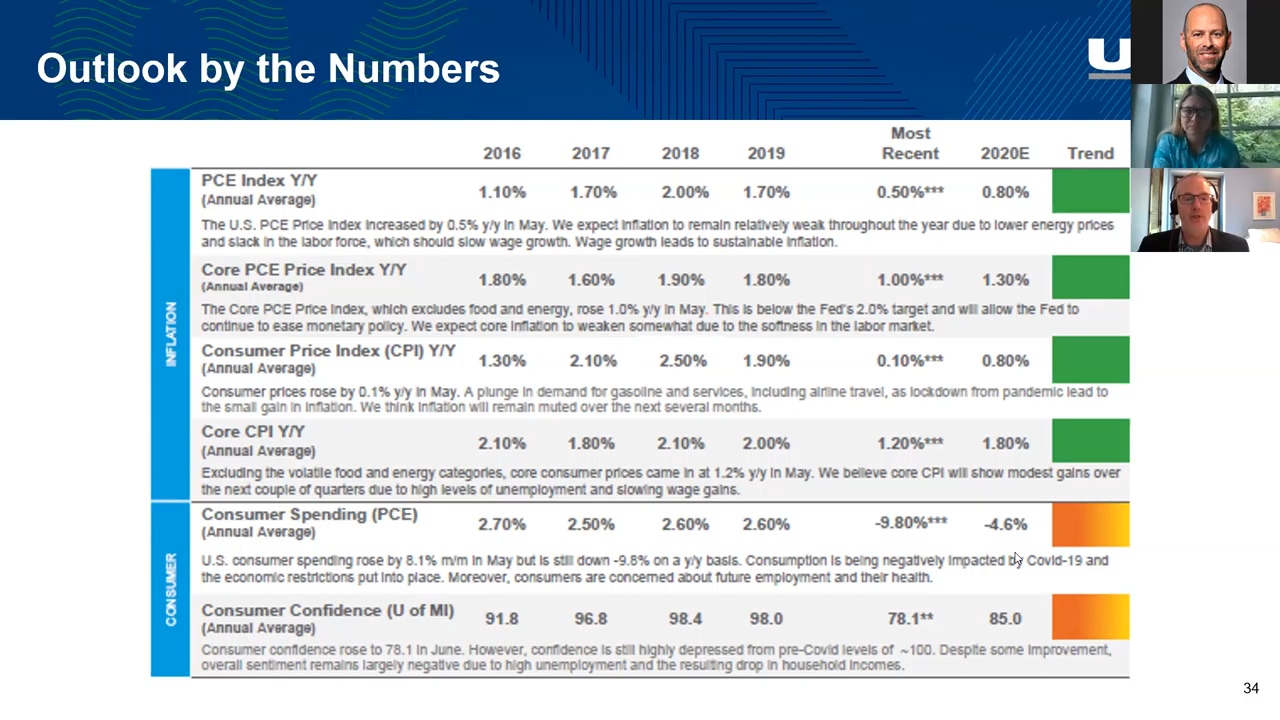 Outlook by the Numbers
U
2016 2017 2018 2019 Most Recent 2020E Trend
INFLATION
PCE Index Y/Y
(Annual Average)
1.10% 1.70% 2.00% 1.70% 0.50%*** 0.80%
The U.S. PCE Price Index increased by 0.5% y/y in May. We expect inflation to remain relatively weak throughout the year due to lower energy prices
and slack in the labor force, which should slow wage growth. Wage growth leads to sustainable inflation.
Core PCE Price Index Y/Y
(Annual Average)
1.80% 1.60% 1.90% 1.80% 1.00%*** 1.30%
The Core PCE Price Index, which excludes food and energy, rose 1.0% y/y in May. This is below the Fed's 2.0% target and will allow the Fed to
continue to ease monetary policy. We expect core inflation to weaken somewhat due to the softness in the labor market.
Consumer Price Index (CPI) Y/Y
(Annual Average)
1.30% 2.10% 2.50% 1.90% 0.10%*** 0.80%
Consumer prices rose by 0.1% y/y in May. A plunge in demand for gasoline and services, including airline travel, as lockdown from pandemic lead to
the small gain in inflation. We think inflation will remain muted over the next several months.
Core CPI Y/Y
(Annual Average)
2.10% 1.80% 2.10% 2.00% 1.20%*** 1.80%
Excluding the volatile food and energy categories, core consumer prices came in at 1.2% y/y in May. We believe core CPI will show modest gains over
the next couple of quarters due to high levels of unemployment and slowing wage gains.
CONSUMER
Consumer Spending (PCE)
(Annual Average)
2.70% 2.50% 2.60% 2.60% -9.80%*** -4.6%
U.S. consumer spending rose by 8.1% m/m in May but is still down -9.8% on a y/y basis. Consumption is being negatively impacted by Covid-19 and
the economic restrictions put into place. Moreover, consumers are concerned about future employment and their health.
Consumer Confidence (U of MI)
(Annual Average)
91.8 96.8 98.4 98.0 78.1** 85.0
Consumer confidence rose to 78.1 in June. However, confidence is still highly depressed from pre-Covid levels of ~100. Despite some improvement,
overall sentiment remains largely negative due to high unemployment and the resulting drop in household incomes.
34